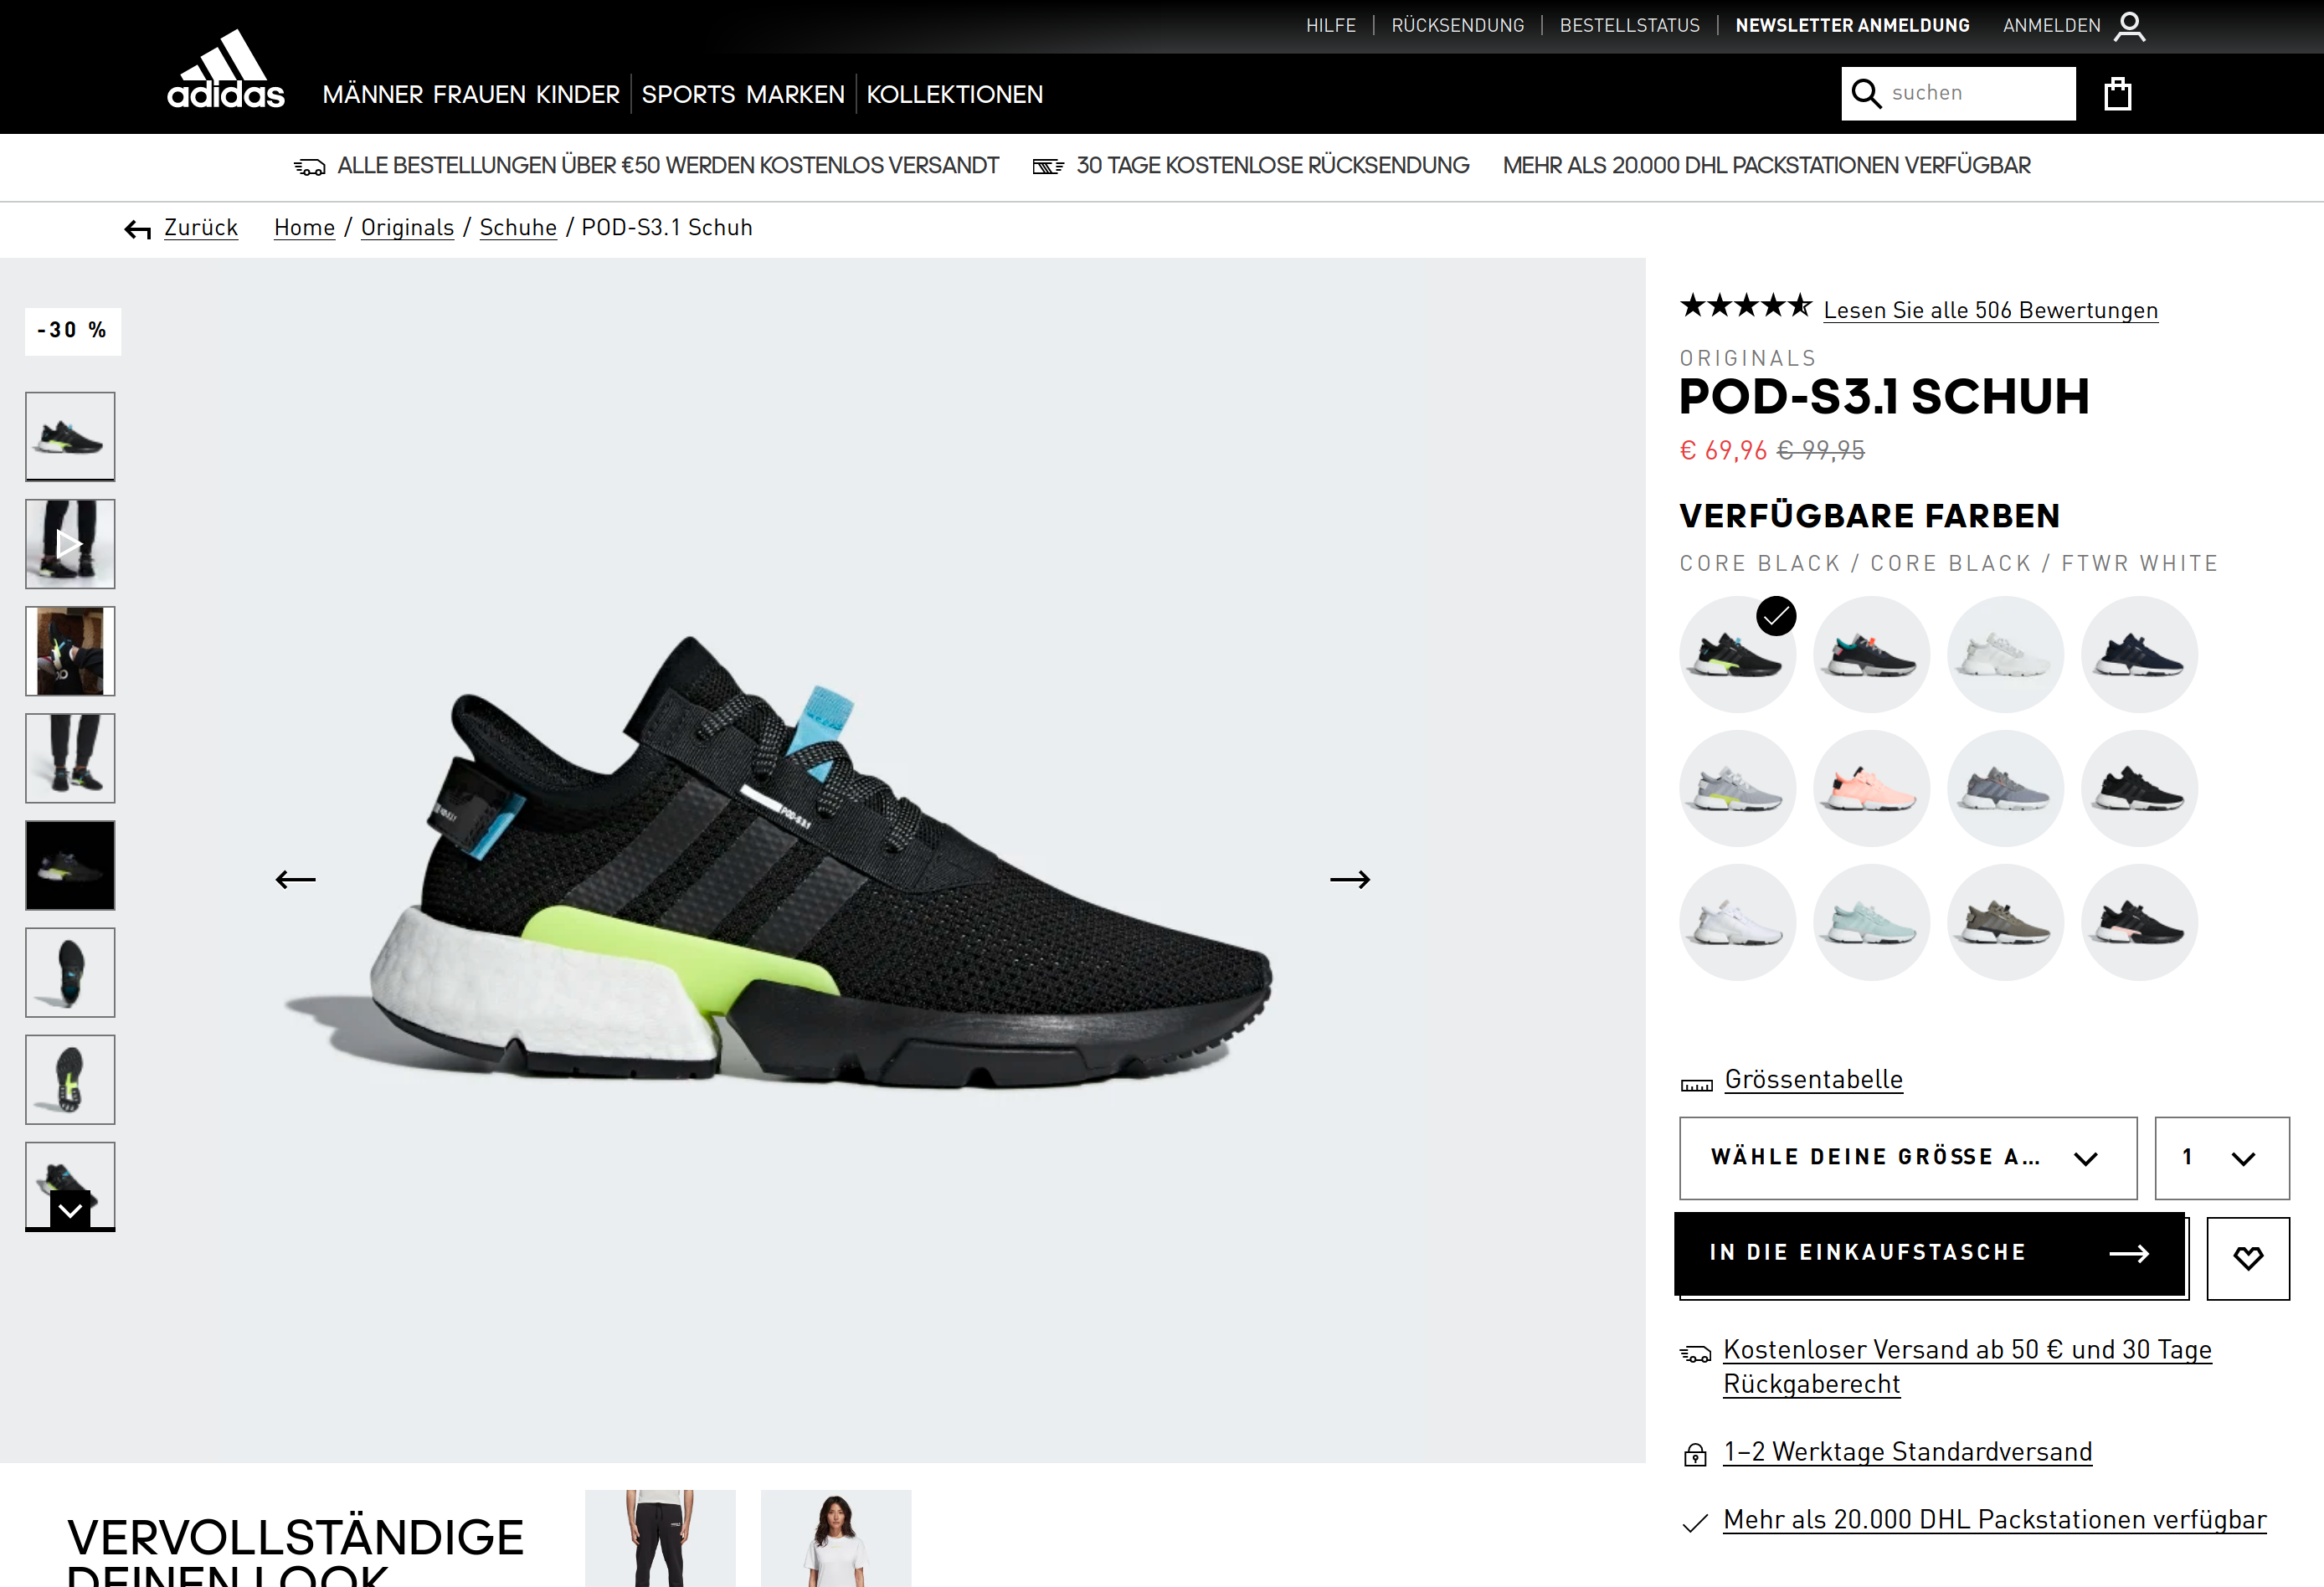 HILFE
RÜCKSENDUNG
BESTELLSTATUS
NEWSLETTER ANMELDUNG
ANMELDEN
adidas
MÄNNER FRAUEN KINDER
SPORTS MARKEN
KOLLEKTIONEN
suchen
ALLE BESTELLUNGEN ÜBER €50 WERDEN KOSTENLOS VERSANDT
30 TAGE KOSTENLOSE RÜCKSENDUNG
MEHR ALS 20.000 DHL PACKSTATIONEN VERFÜGBAR
Zurück
Home / Originals / Schuhe / POD-S3.1 Schuh
-30 %
POD-S3.1
Lesen Sie alle 506 Bewertungen
ORIGINALS
POD-S3.1 SCHUH
€ 69,96 € 99,95
VERFÜGBARE FARBEN
CORE BLACK / CORE BLACK / FTWR WHITE
Grössentabelle
WÄHLE DEINE GRÖSSE A...
1
IN DIE EINKAUFSTASCHE
Kostenloser Versand ab 50 € und 30 Tage
Rückgaberecht
1–2 Werktage Standardversand
Mehr als 20.000 DHL Packstationen verfügbar
VERVOLLSTÄNDIGE
DEINEN LOOK